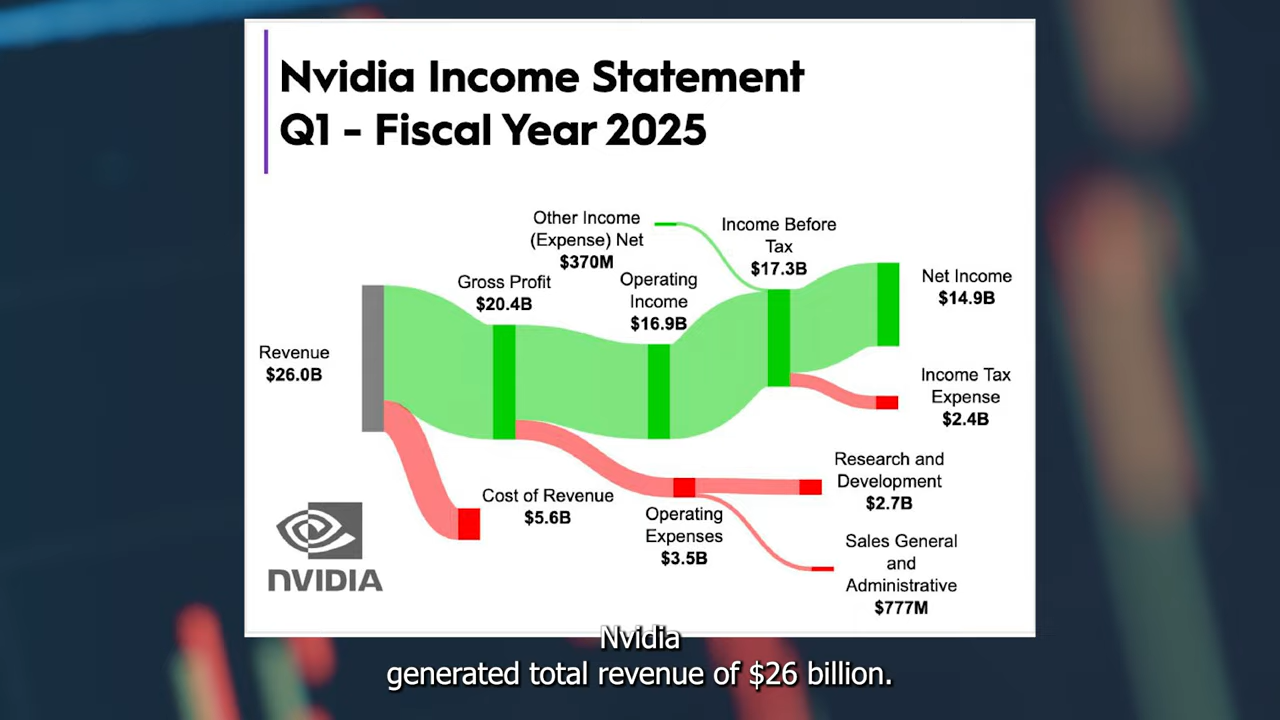 Nvidia Income Statement
Q1 - Fiscal Year 2025
Other Income
(Expense) Net
$370M
Income Before
Tax
$17.3B
Gross Profit
$20.4B
Operating
Income
$16.9B
Net Income
$14.9B
Revenue
$26.0B
Income Tax
Expense
$2.4B
Cost of Revenue
$5.6B
Operating
Expenses
$3.5B
Research and
Development
$2.7B
Sales General
and
Administrative
$777M
NVIDIA
Nvidia
generated total revenue of $26 billion.